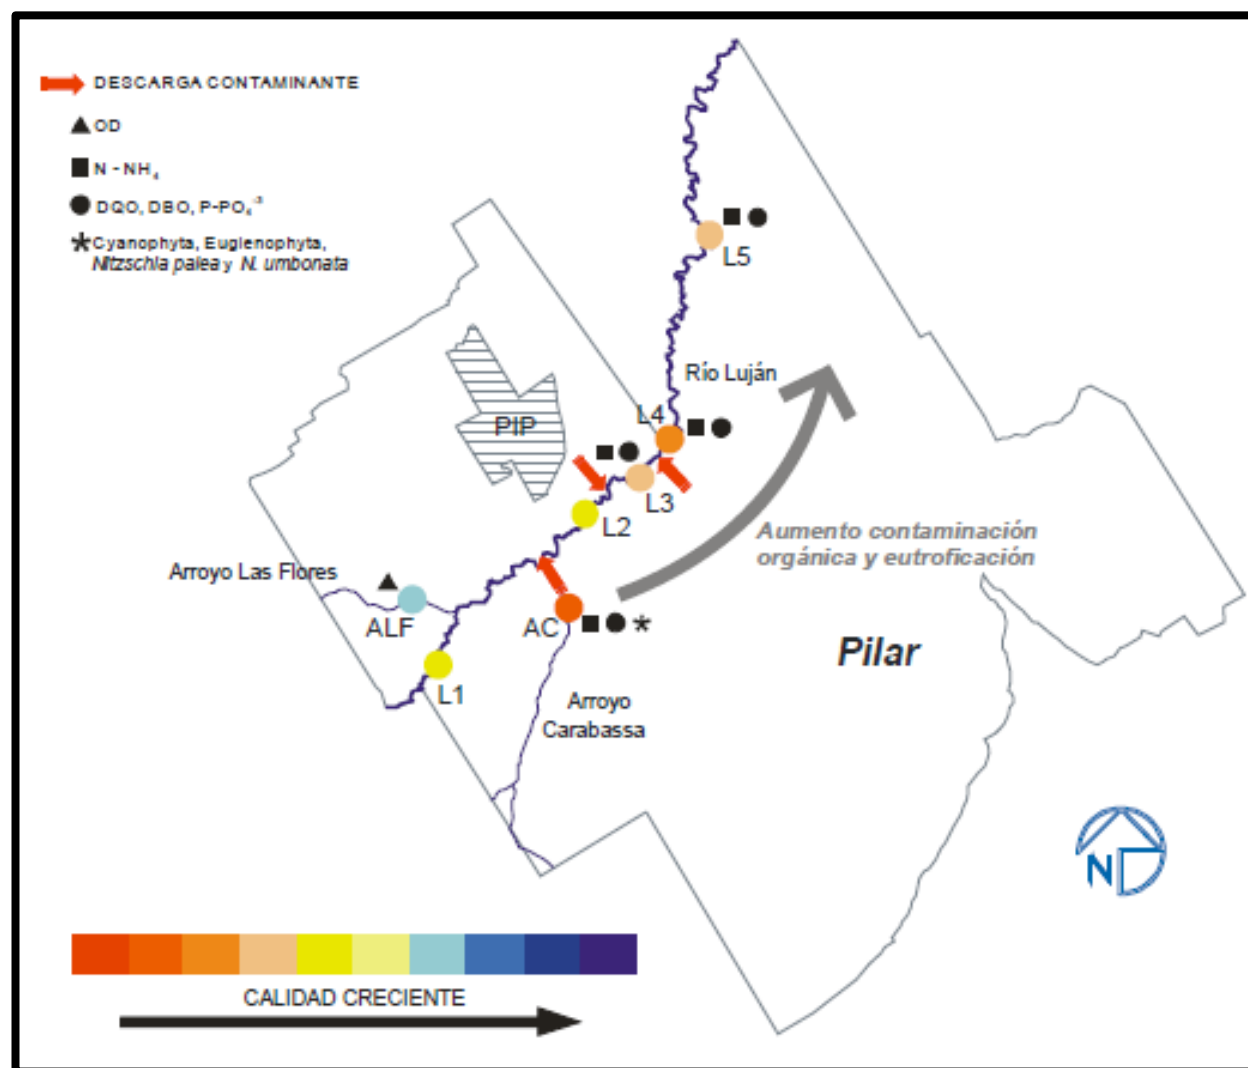 DESCARGA CONTAMINANTE
OD
N - NH₄
DQO, DBO, P-PO₄⁻³
Cyanophyta, Euglenophyta,
Nitzschia palea y N. umbonata
L5
Río Luján
L4
PIP
L3
L2
Aumento contaminación
orgánica y eutroficación
Arroyo Las Flores
ALF
AC
Pilar
L1
Arroyo
Carabassa
N
CALIDAD CRECIENTE